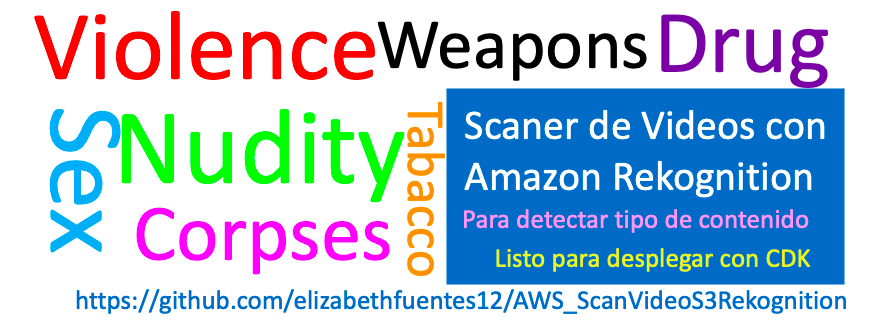 Violence Weapons Drug
Sex
Nudity
Tabacco
Corpses
Scaner de Videos con
Amazon Rekognition
Para detectar tipo de contenido
Listo para desplegar con CDK
https://github.com/elizabethfuentes12/AWS_ScanVideoS3Rekognition